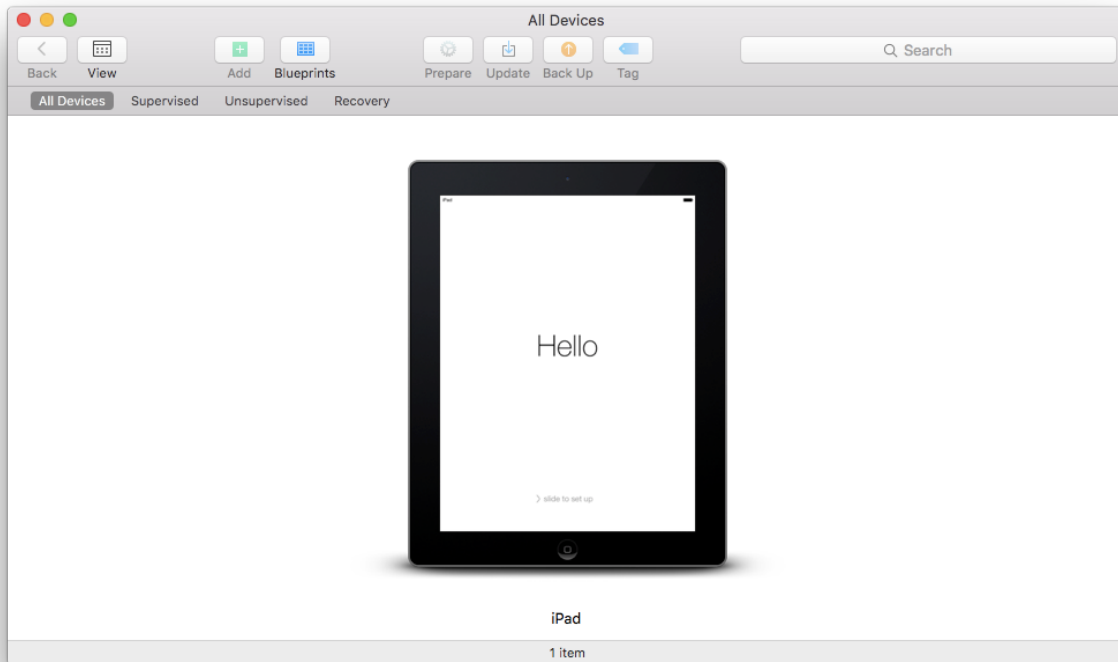 All Devices
Search
Back View Add Blueprints Prepare Update Back Up Tag
All Devices Supervised Unsupervised Recovery
iPad
Hello
slide to set up
iPad
1 item